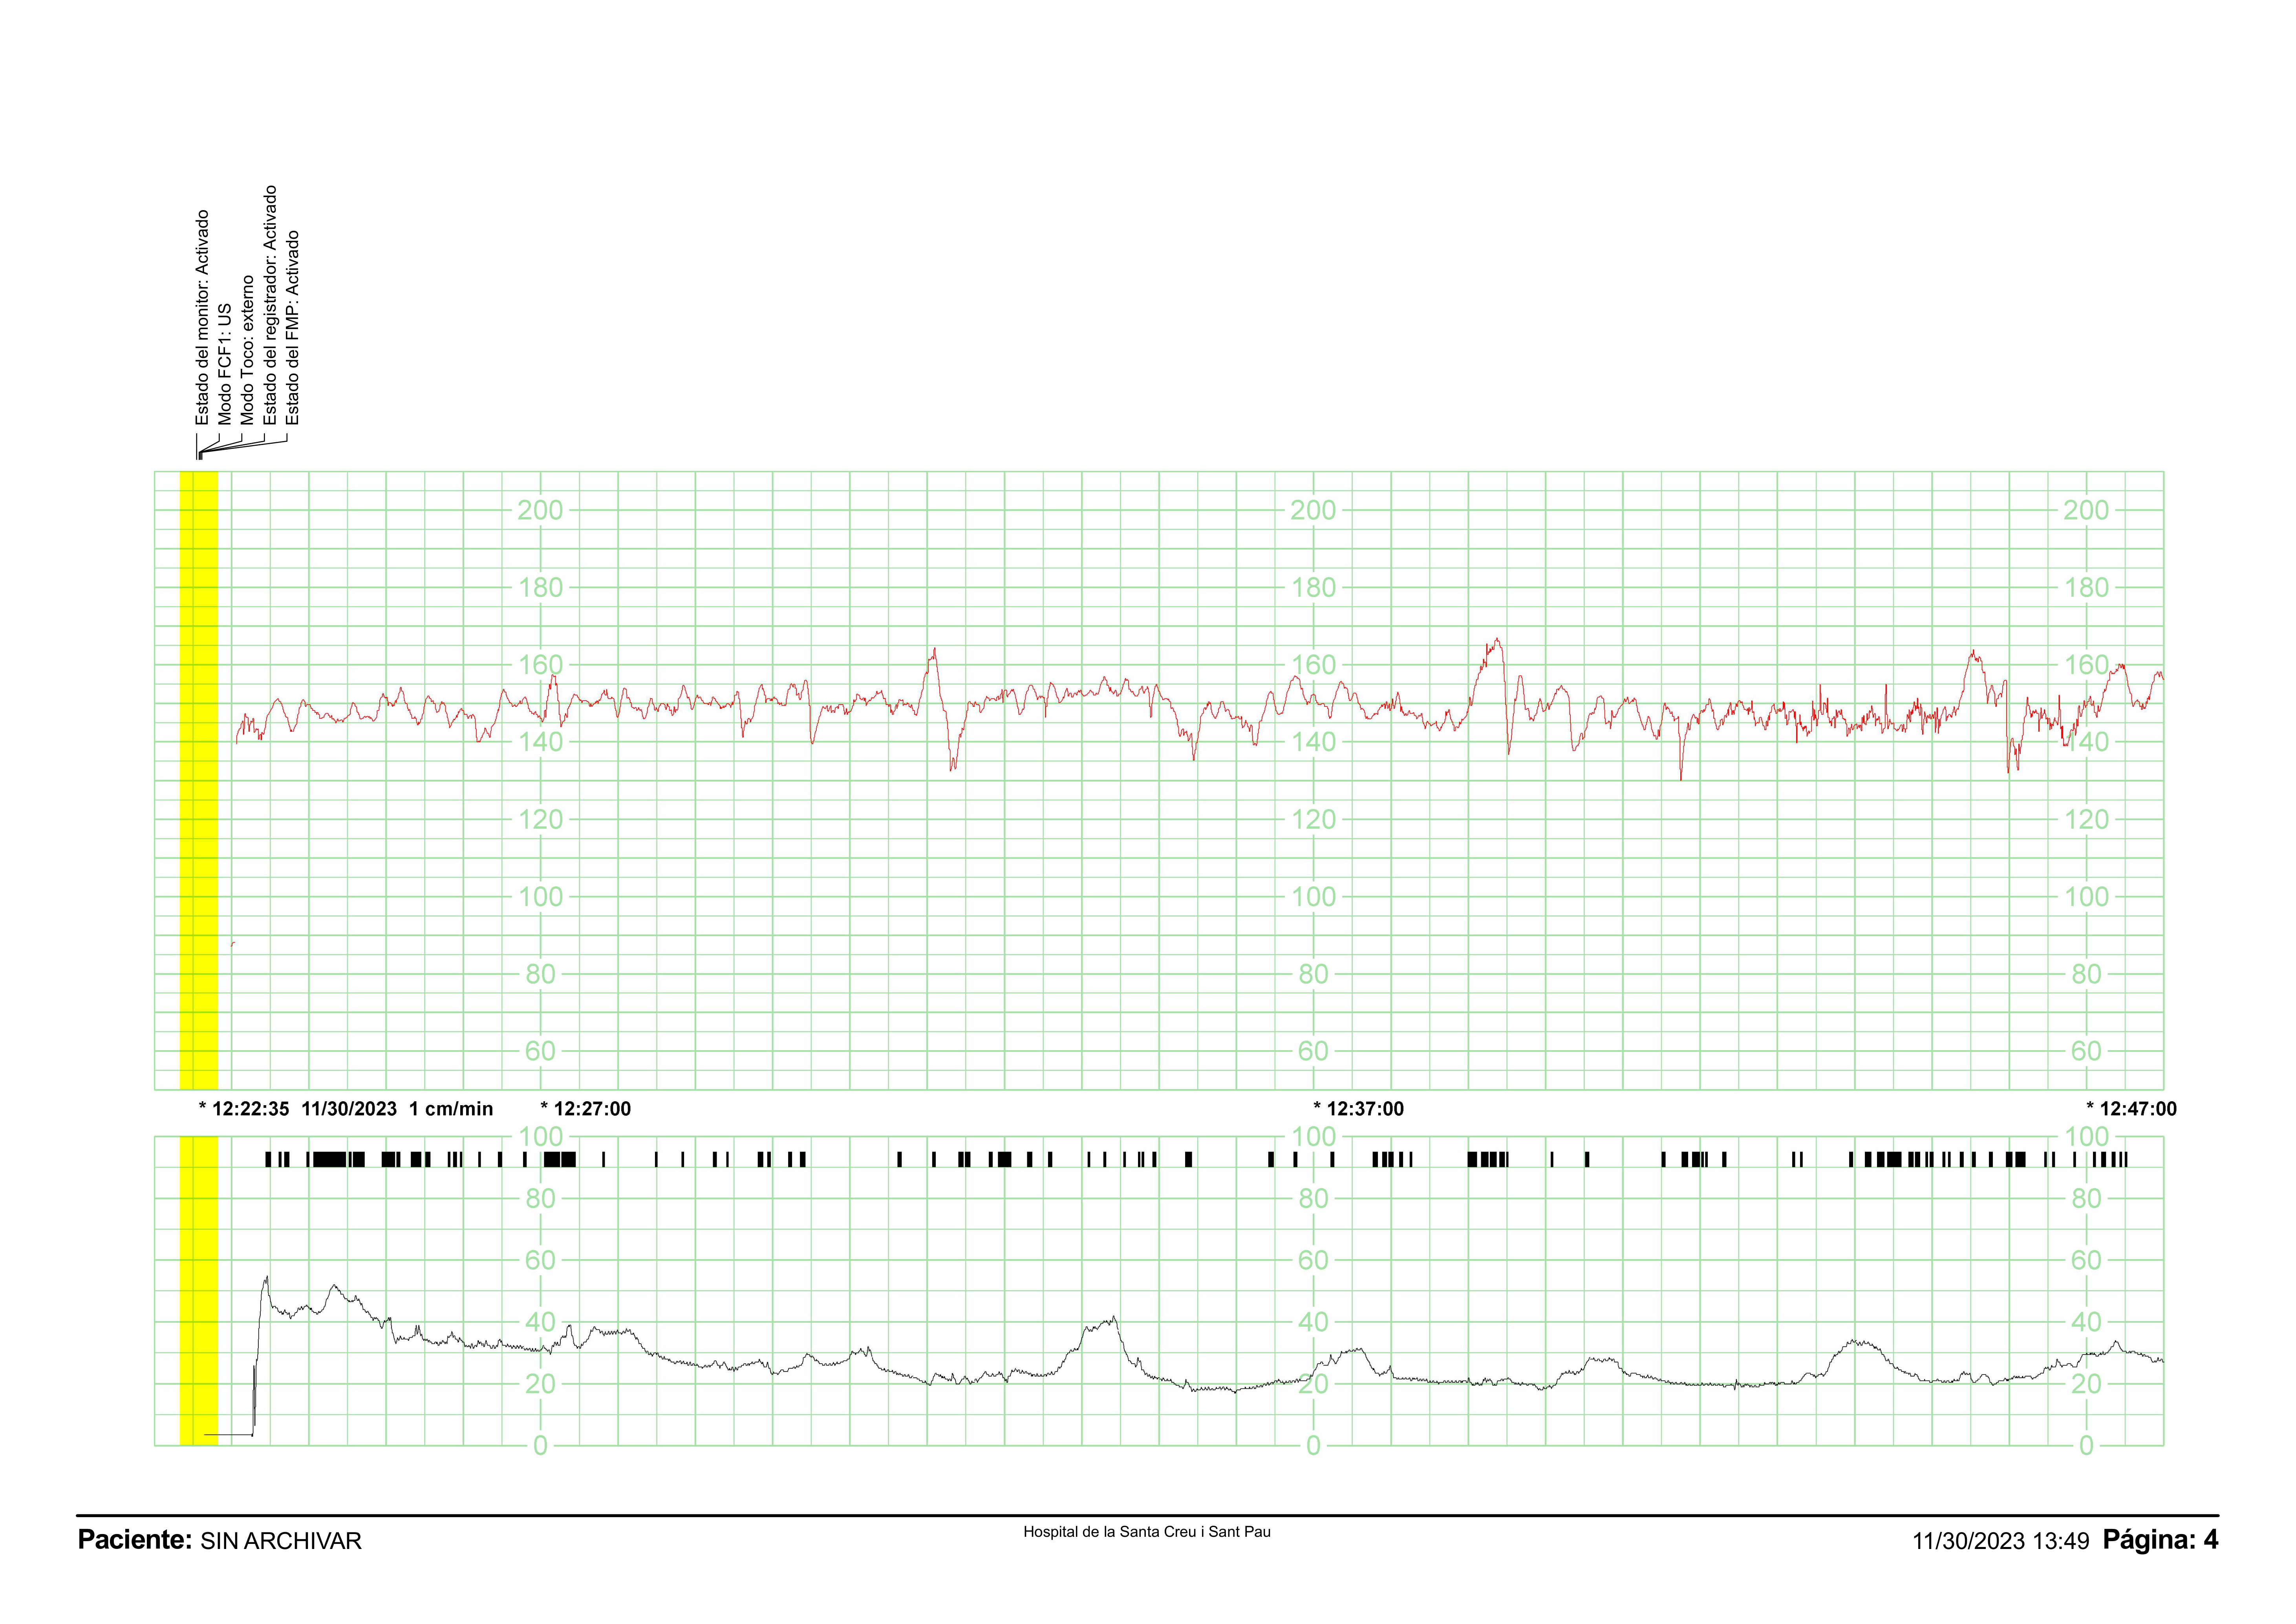 Estado del monitor: Activado
Modo FCF1: US
Modo Toco: externo
Estado del registrador: Activado
Estado del FMP: Activado
200 200 200
180 180 180
160 160 160
140 140 140
120 120 120
100 100 100
80 80 80
60 60 60
* 12:22:35 11/30/2023 1 cm/min * 12:27:00 * 12:37:00 * 12:47:00
100 100 100
80 80 80
60 60 60
40 40 40
20 20 20
0 0 0
Paciente: SIN ARCHIVAR Hospital de la Santa Creu i Sant Pau 11/30/2023 13:49 Página: 4